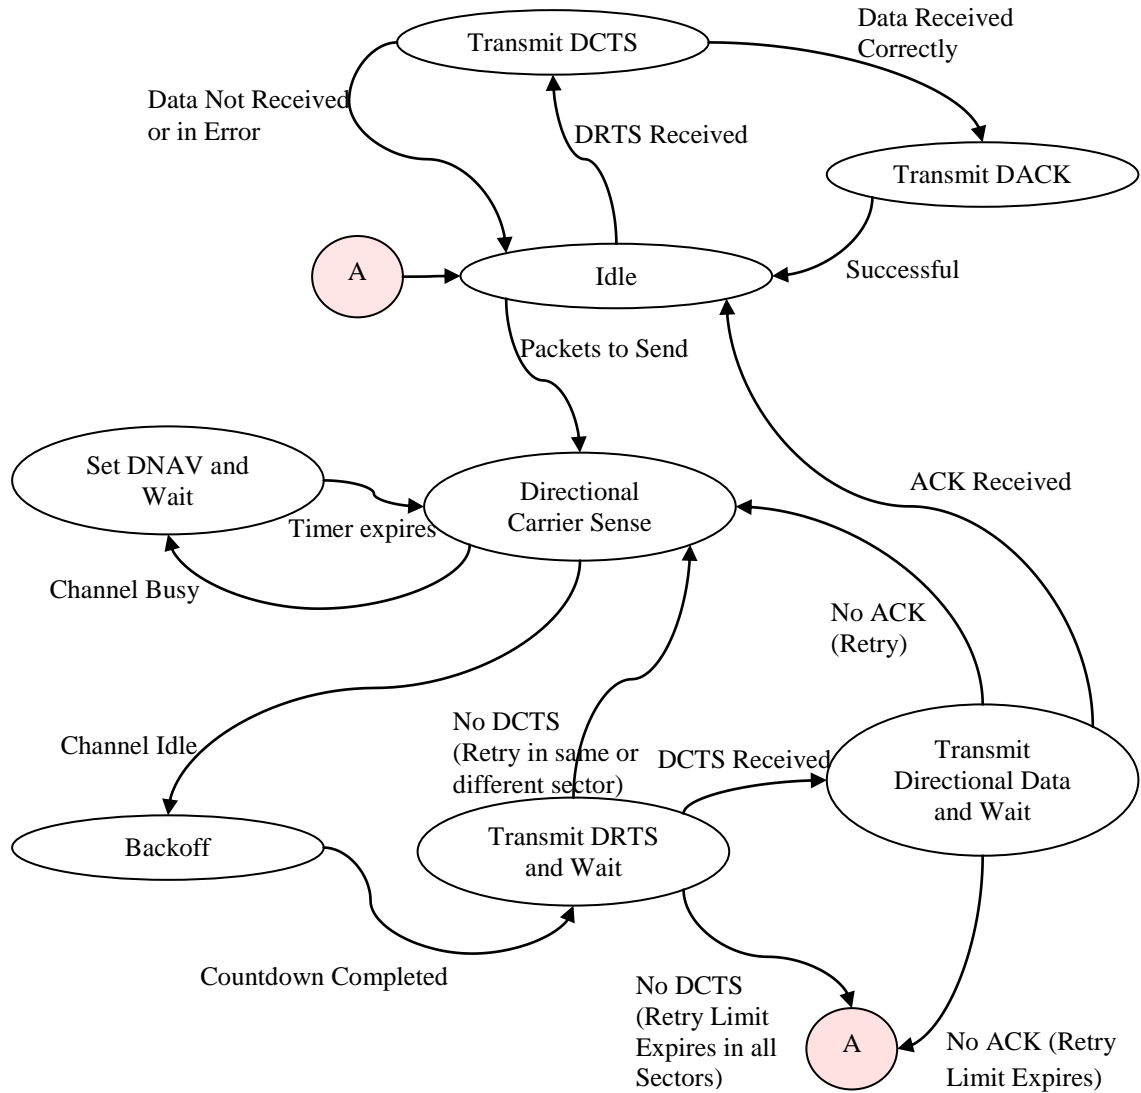 Transmit DCTS
Data Received
Correctly
Data Not Received
or in Error
DRTS Received
Transmit DACK
A
Idle
Successful
Packets to Send
Set DNAV and
Wait
Directional
Carrier Sense
ACK Received
Timer expires
Channel Busy
No ACK
(Retry)
Channel Idle
No DCTS
(Retry in same or
different sector)
DCTS Received
Transmit
Directional Data
and Wait
Backoff
Transmit DRTS
and Wait
Countdown Completed
No DCTS
(Retry Limit
Expires in all
Sectors)
A
No ACK (Retry
Limit Expires)